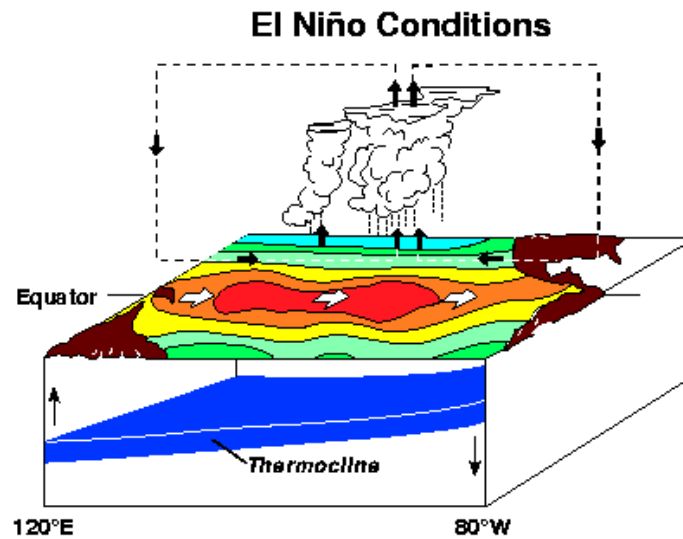 El Niño Conditions
Equator
Thermocline
120°E
80°W